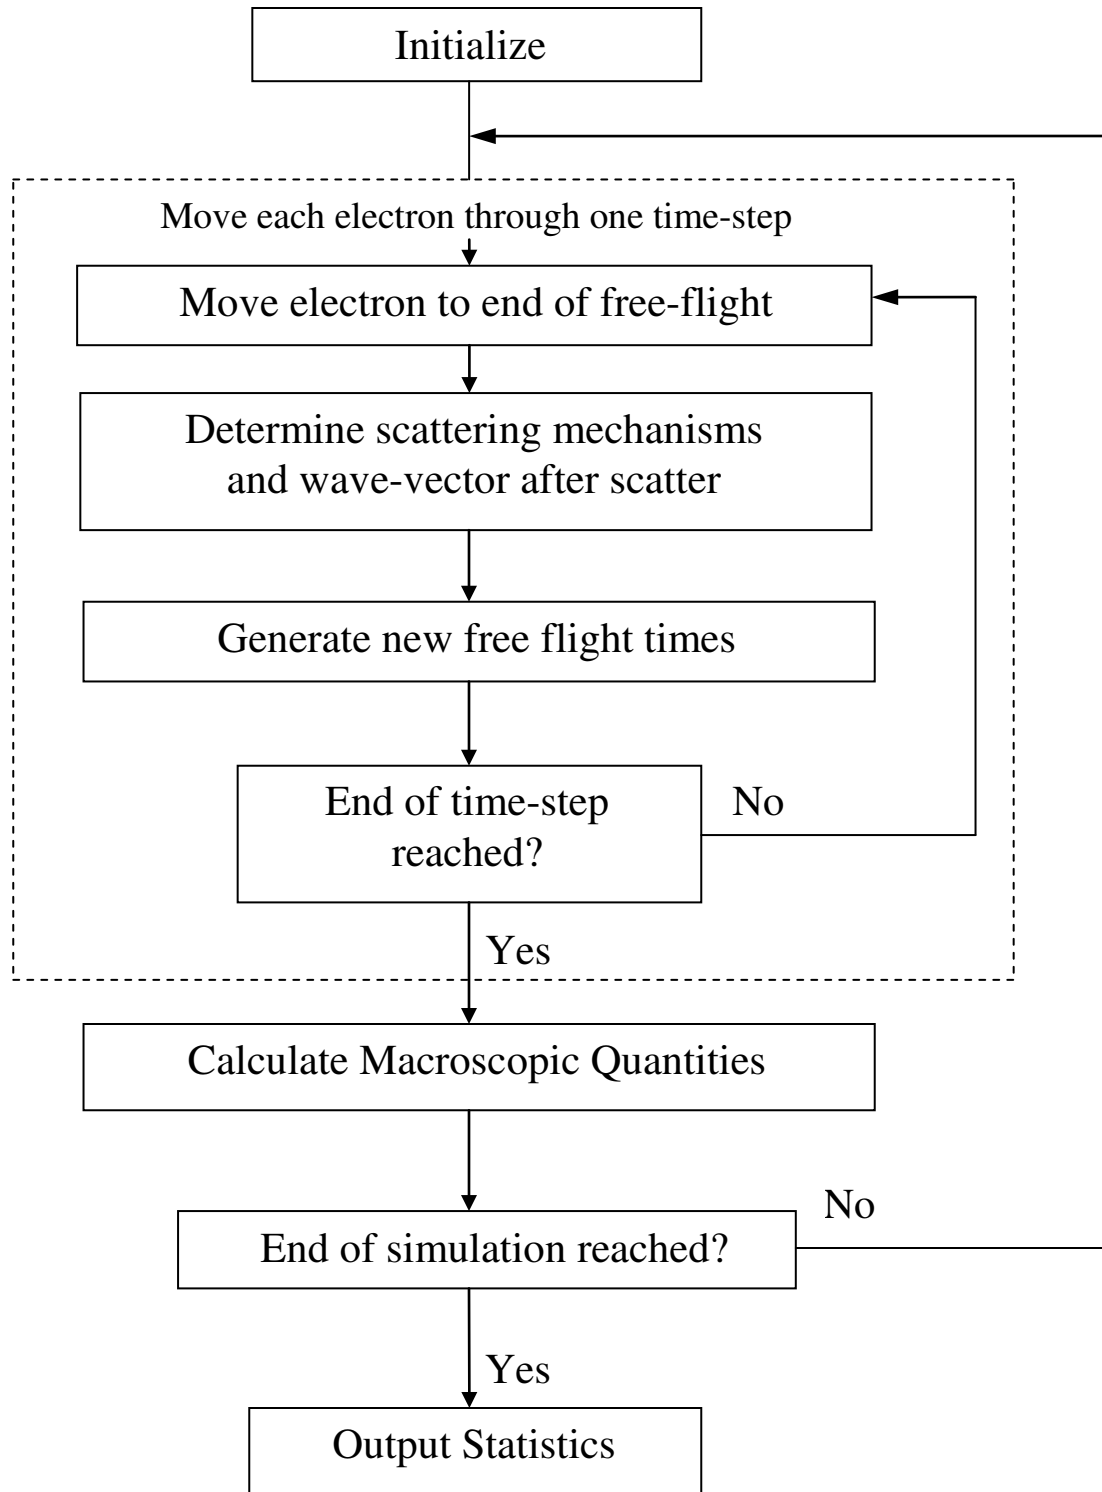 Initialize
Move each electron through one time-step
Move electron to end of free-flight
Determine scattering mechanisms
and wave-vector after scatter
Generate new free flight times
End of time-step
reached?
No
Yes
Calculate Macroscopic Quantities
No
End of simulation reached?
Yes
Output Statistics